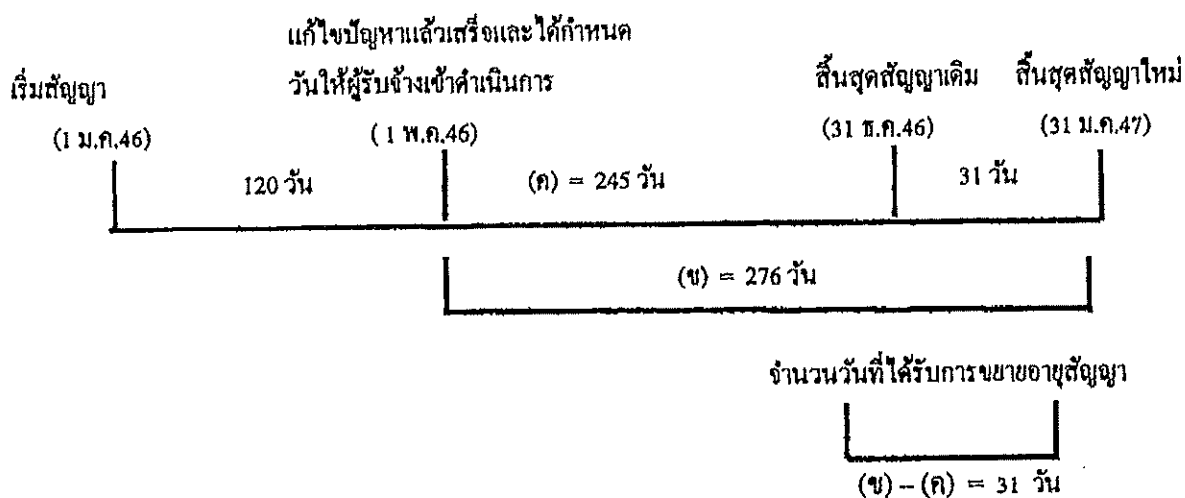 แก้ไขปัญหาแล้วเสร็จและได้กำหนด
วันให้ผู้รับจ้างเข้าดำเนินการ
เริ่มสัญญา
สิ้นสุดสัญญาเดิม
สิ้นสุดสัญญาใหม่
(1 ม.ค.46)
( 1 พ.ค.46)
(31 ธ.ค.46)
(31 ม.ค.47)
120 วัน
(ค) = 245 วัน
31 วัน
(ข) = 276 วัน
จำนวนวันที่ได้รับการขยายอายุสัญญา
(ข) – (ค) = 31 วัน